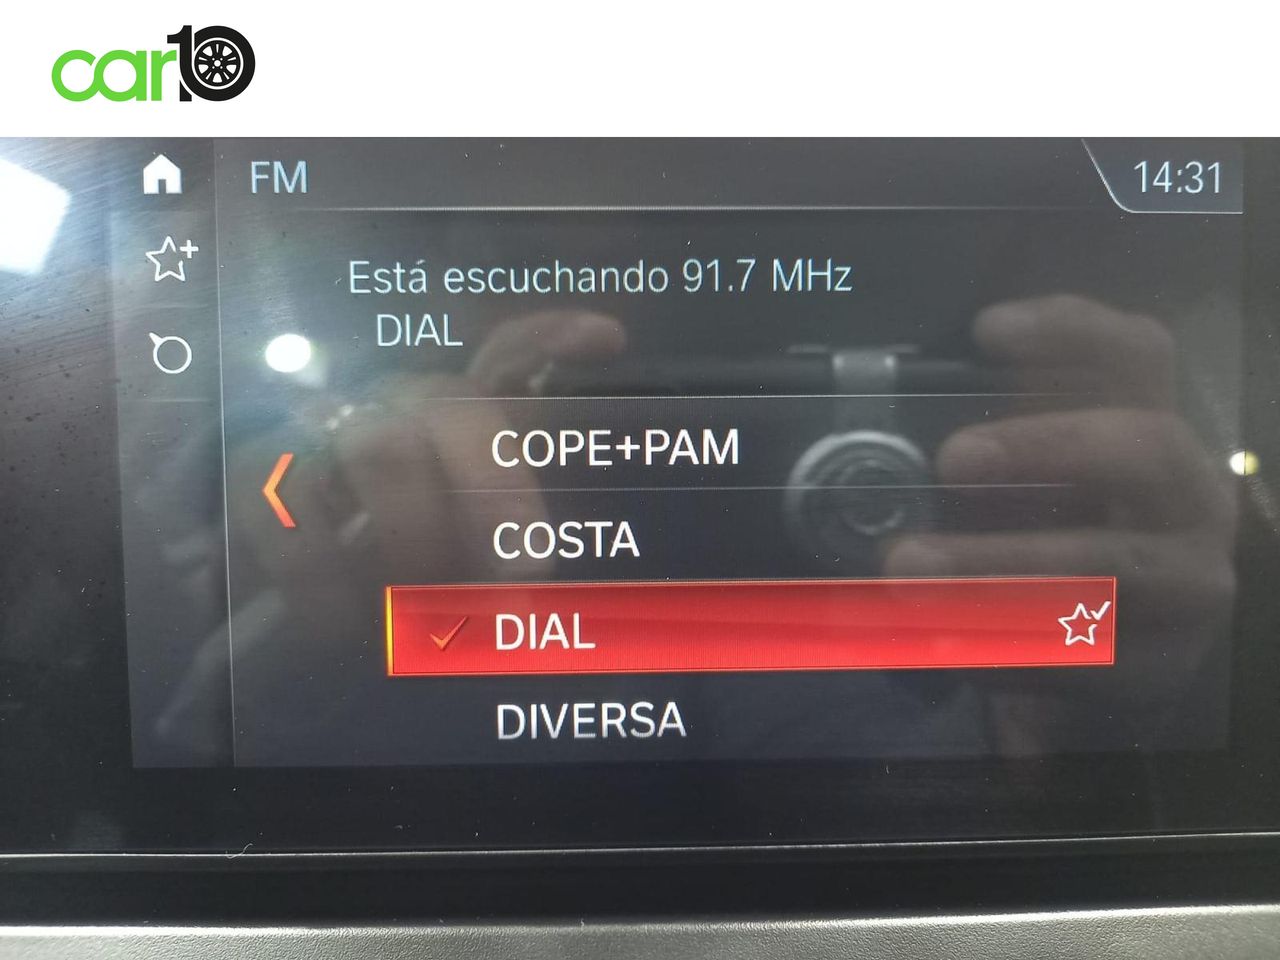 car10
FM
14:31
Está escuchando 91.7 MHz
DIAL
COPE+PAM
COSTA
DIAL
DIVERSA